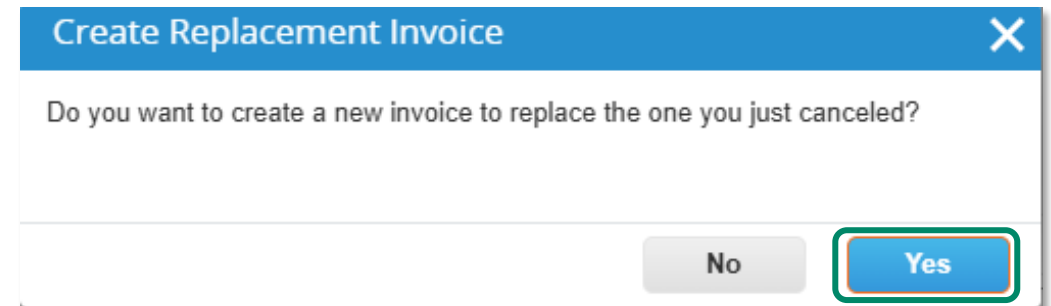 Create Replacement Invoice
Do you want to create a new invoice to replace the one you just canceled?
No
Yes